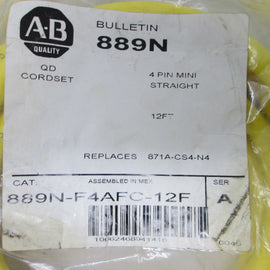 A-B
QUALITY
BULLETIN
889N
QD
CORDSET
4 PIN MINI
STRAIGHT
12FT
REPLACES 871A-CS4-N4
CAT.
ASSEMBLED IN MEX.
SER
889N-F4AFC-12F
A